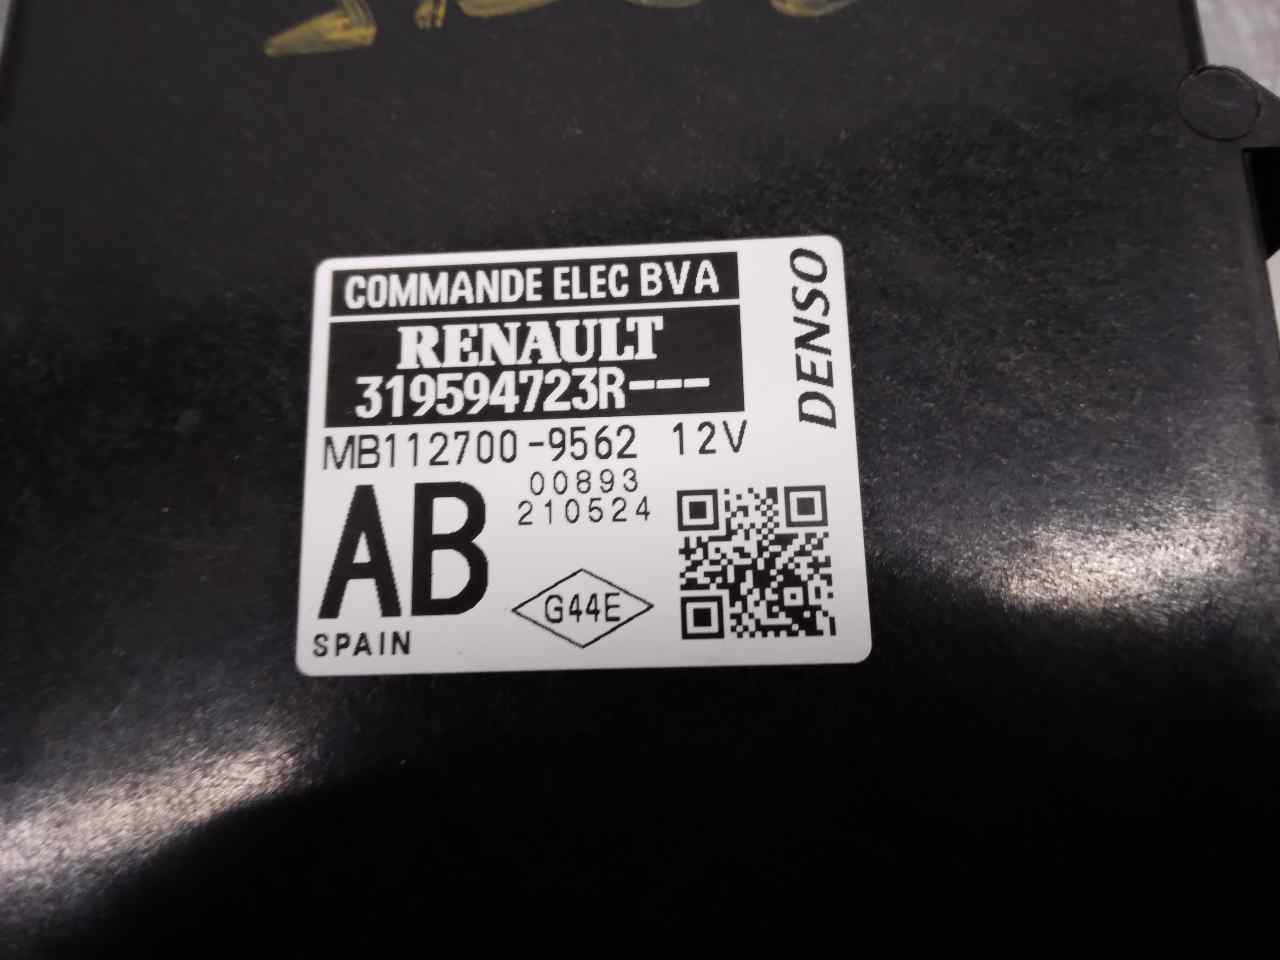 COMMANDE ELEC BVA
RENAULT
319594723R---
DENSO
MB112700-9562 12V
00893
210524
AB
G44E
SPAIN